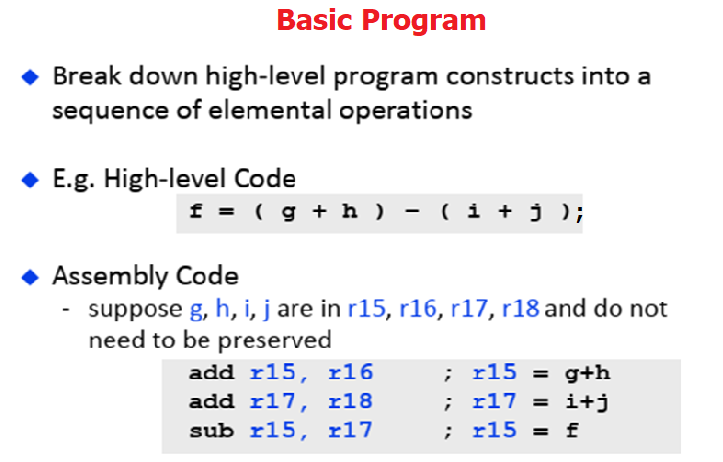 Basic Program
Break down high-level program constructs into a
sequence of elemental operations
E.g. High-level Code
f = ( g + h ) - ( i + j );
Assembly Code
- suppose g, h, i, j are in r15, r16, r17, r18 and do not
need to be preserved
add r15, r16 ; r15 = g+h
add r17, r18 ; r17 = i+j
sub r15, r17 ; r15 = f